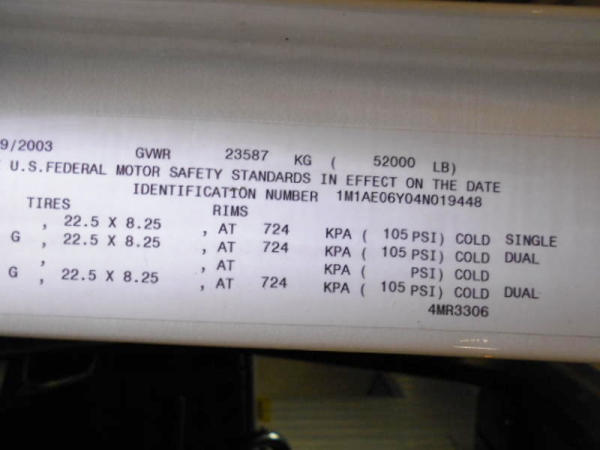 9/2003 GVWR 23587 KG ( 52000 LB)
U.S.FEDERAL MOTOR SAFETY STANDARDS IN EFFECT ON THE DATE
IDENTIFICATION NUMBER 1M1AE06Y04N019448
TIRES RIMS
, 22.5 X 8.25 , AT 724 KPA ( 105 PSI) COLD SINGLE
G , 22.5 X 8.25 , AT 724 KPA ( 105 PSI) COLD DUAL
, , AT KPA ( PSI) COLD
G , 22.5 X 8.25 , AT 724 KPA ( 105 PSI) COLD DUAL
4MR3306